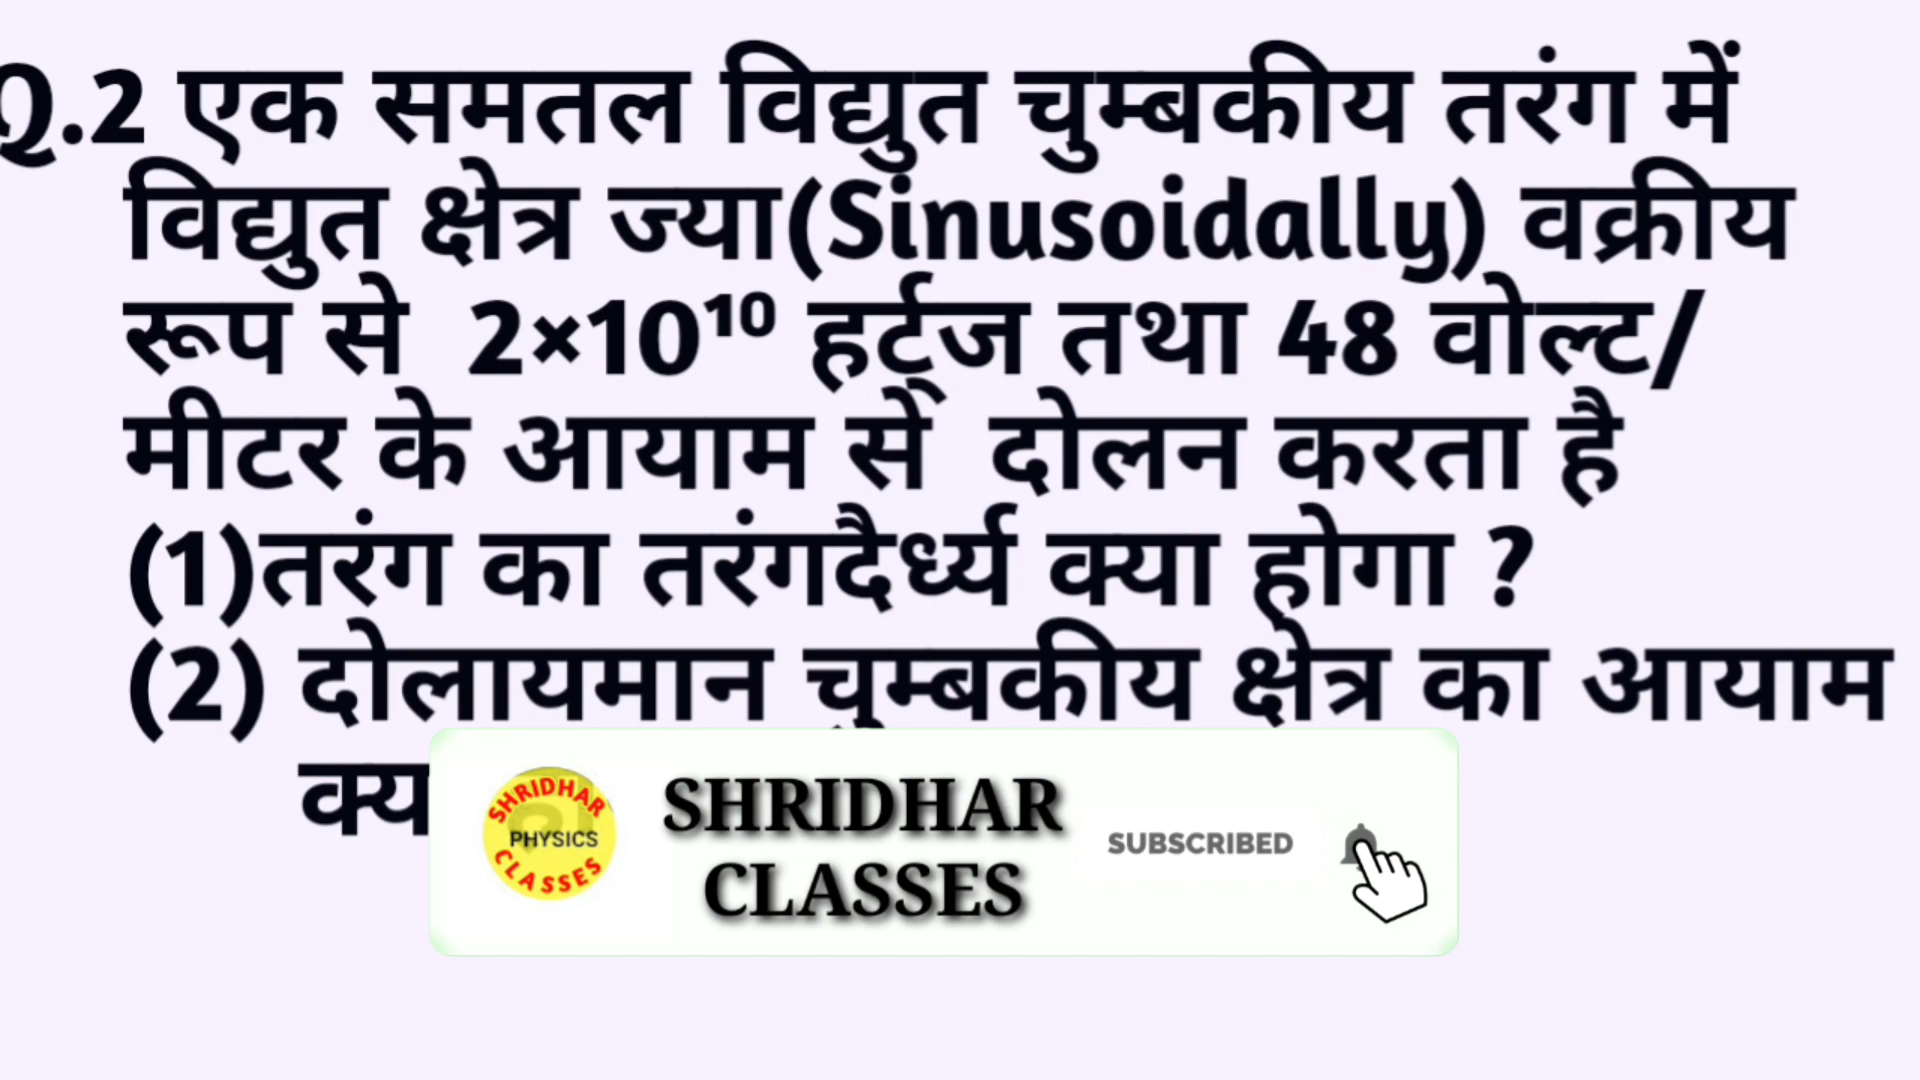 Q.2 एक समतल विद्युत चुम्बकीय तरंग में
विद्युत क्षेत्र ज्या(Sinusoidally) वक्रीय
रूप से 2×10¹⁰ हर्ट्ज तथा 48 वोल्ट/
मीटर के आयाम से दोलन करता है
(1)तरंग का तरंगदैर्ध्य क्या होगा ?
(2) दोलायमान चुम्बकीय क्षेत्र का आयाम
SHRIDHAR
PHYSICS
CLASSES
SHRIDHAR
CLASSES
SUBSCRIBED